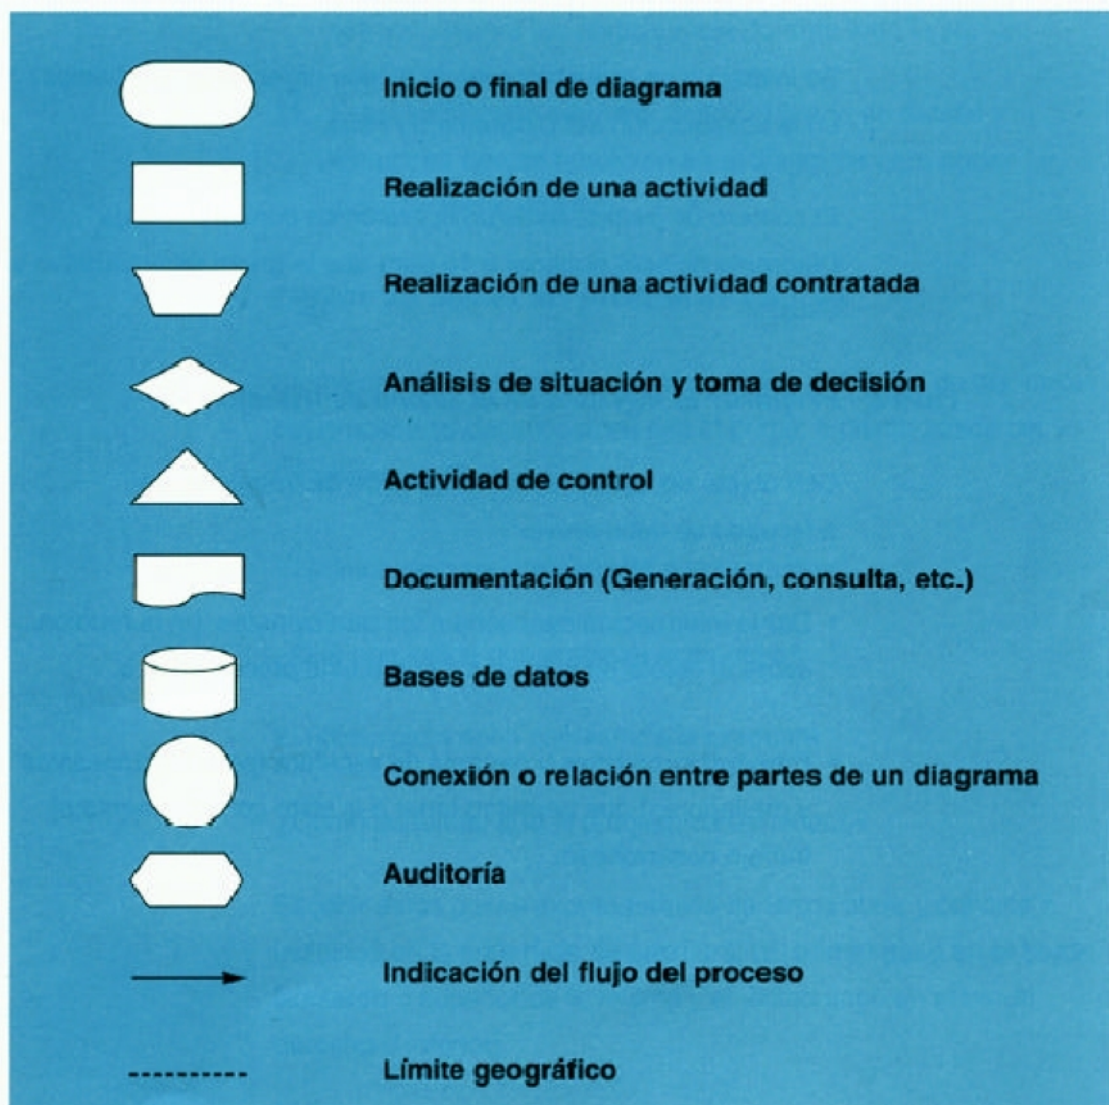 Inicio o final de diagrama
Realización de una actividad
Realización de una actividad contratada
Análisis de situación y toma de decisión
Actividad de control
Documentación (Generación, consulta, etc.)
Bases de datos
Conexión o relación entre partes de un diagrama
Auditoría
Indicación del flujo del proceso
Límite geográfico